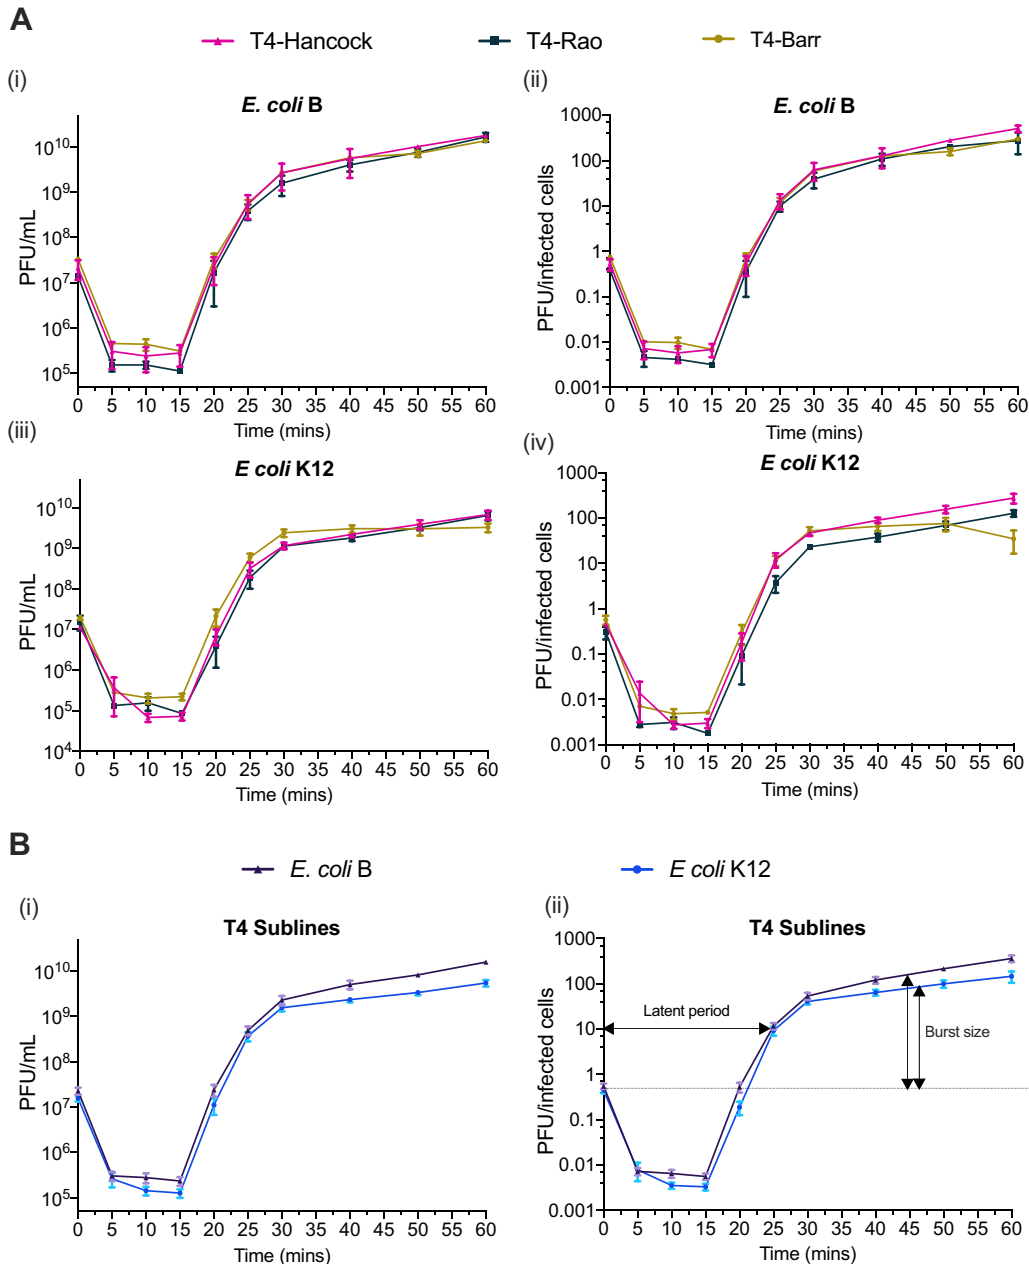 A
T4-Hancock T4-Rao T4-Barr
(i)
E. coli B
PFU/mL
10^10
10^9
10^8
10^7
10^6
10^5
0 5 10 15 20 25 30 35 40 45 50 55 60
Time (mins)
(ii)
E. coli B
PFU/infected cells
1000
100
10
1
0.1
0.01
0.001
0 5 10 15 20 25 30 35 40 45 50 55 60
Time (mins)
(iii)
E coli K12
PFU/mL
10^10
10^9
10^8
10^7
10^6
10^5
10^4
0 5 10 15 20 25 30 35 40 45 50 55 60
Time (mins)
(iv)
E coli K12
PFU/infected cells
1000
100
10
1
0.1
0.01
0.001
0 5 10 15 20 25 30 35 40 45 50 55 60
Time (mins)
B
E. coli B E coli K12
(i)
T4 Sublines
PFU/mL
10^10
10^9
10^8
10^7
10^6
10^5
0 5 10 15 20 25 30 35 40 45 50 55 60
Time (mins)
(ii)
T4 Sublines
PFU/infected cells
1000
100
10
1
0.1
0.01
0.001
Latent period
Burst size
0 5 10 15 20 25 30 35 40 45 50 55 60
Time (mins)